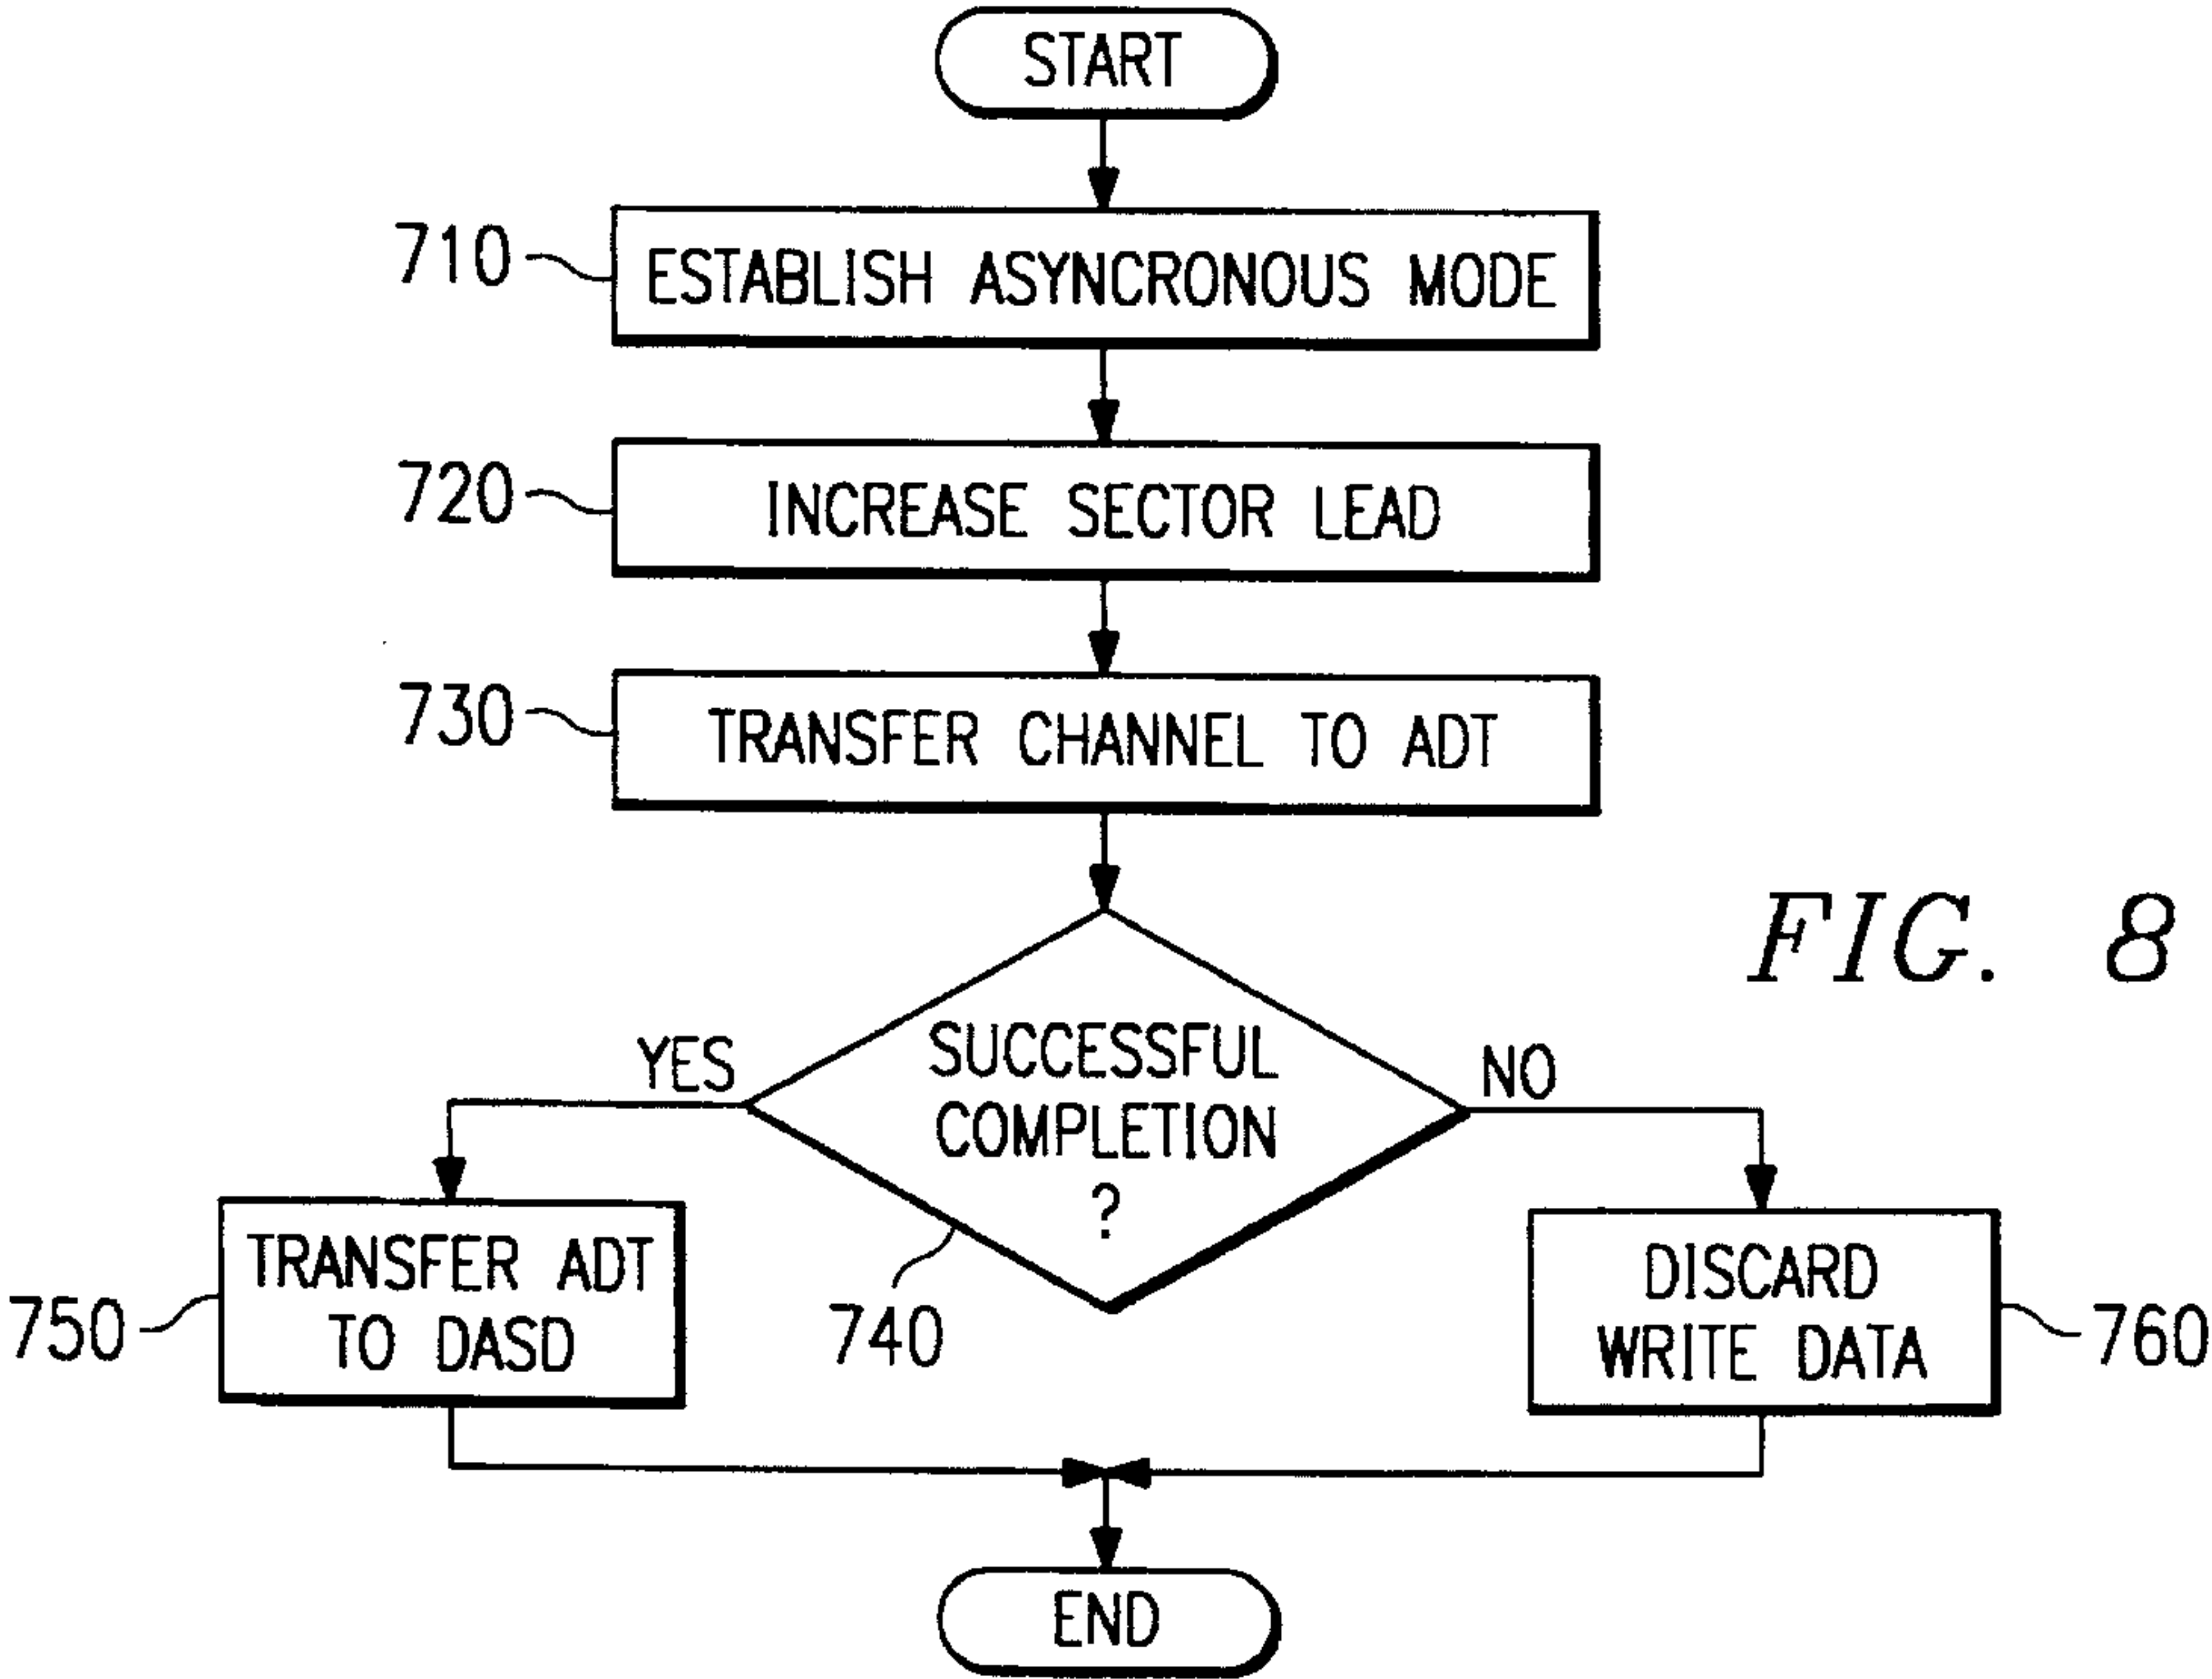 START
710
ESTABLISH ASYNCRONOUS MODE
720
INCREASE SECTOR LEAD
730
TRANSFER CHANNEL TO ADT
FIG. 8
SUCCESSFUL
COMPLETION
?
YES
NO
740
750
TRANSFER ADT
TO DASD
DISCARD
WRITE DATA
760
END